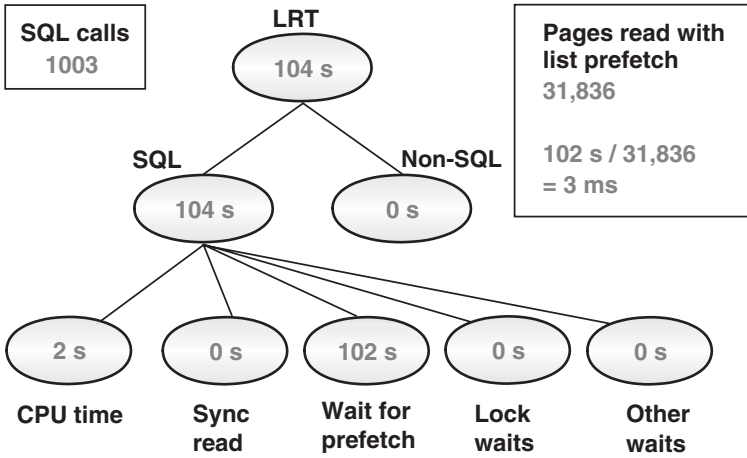 SQL calls
1003
LRT
104 s
Pages read with
list prefetch
31,836
102 s / 31,836
= 3 ms
SQL
104 s
Non-SQL
0 s
2 s
0 s
102 s
0 s
0 s
CPU time
Sync
read
Wait for
prefetch
Lock
waits
Other
waits